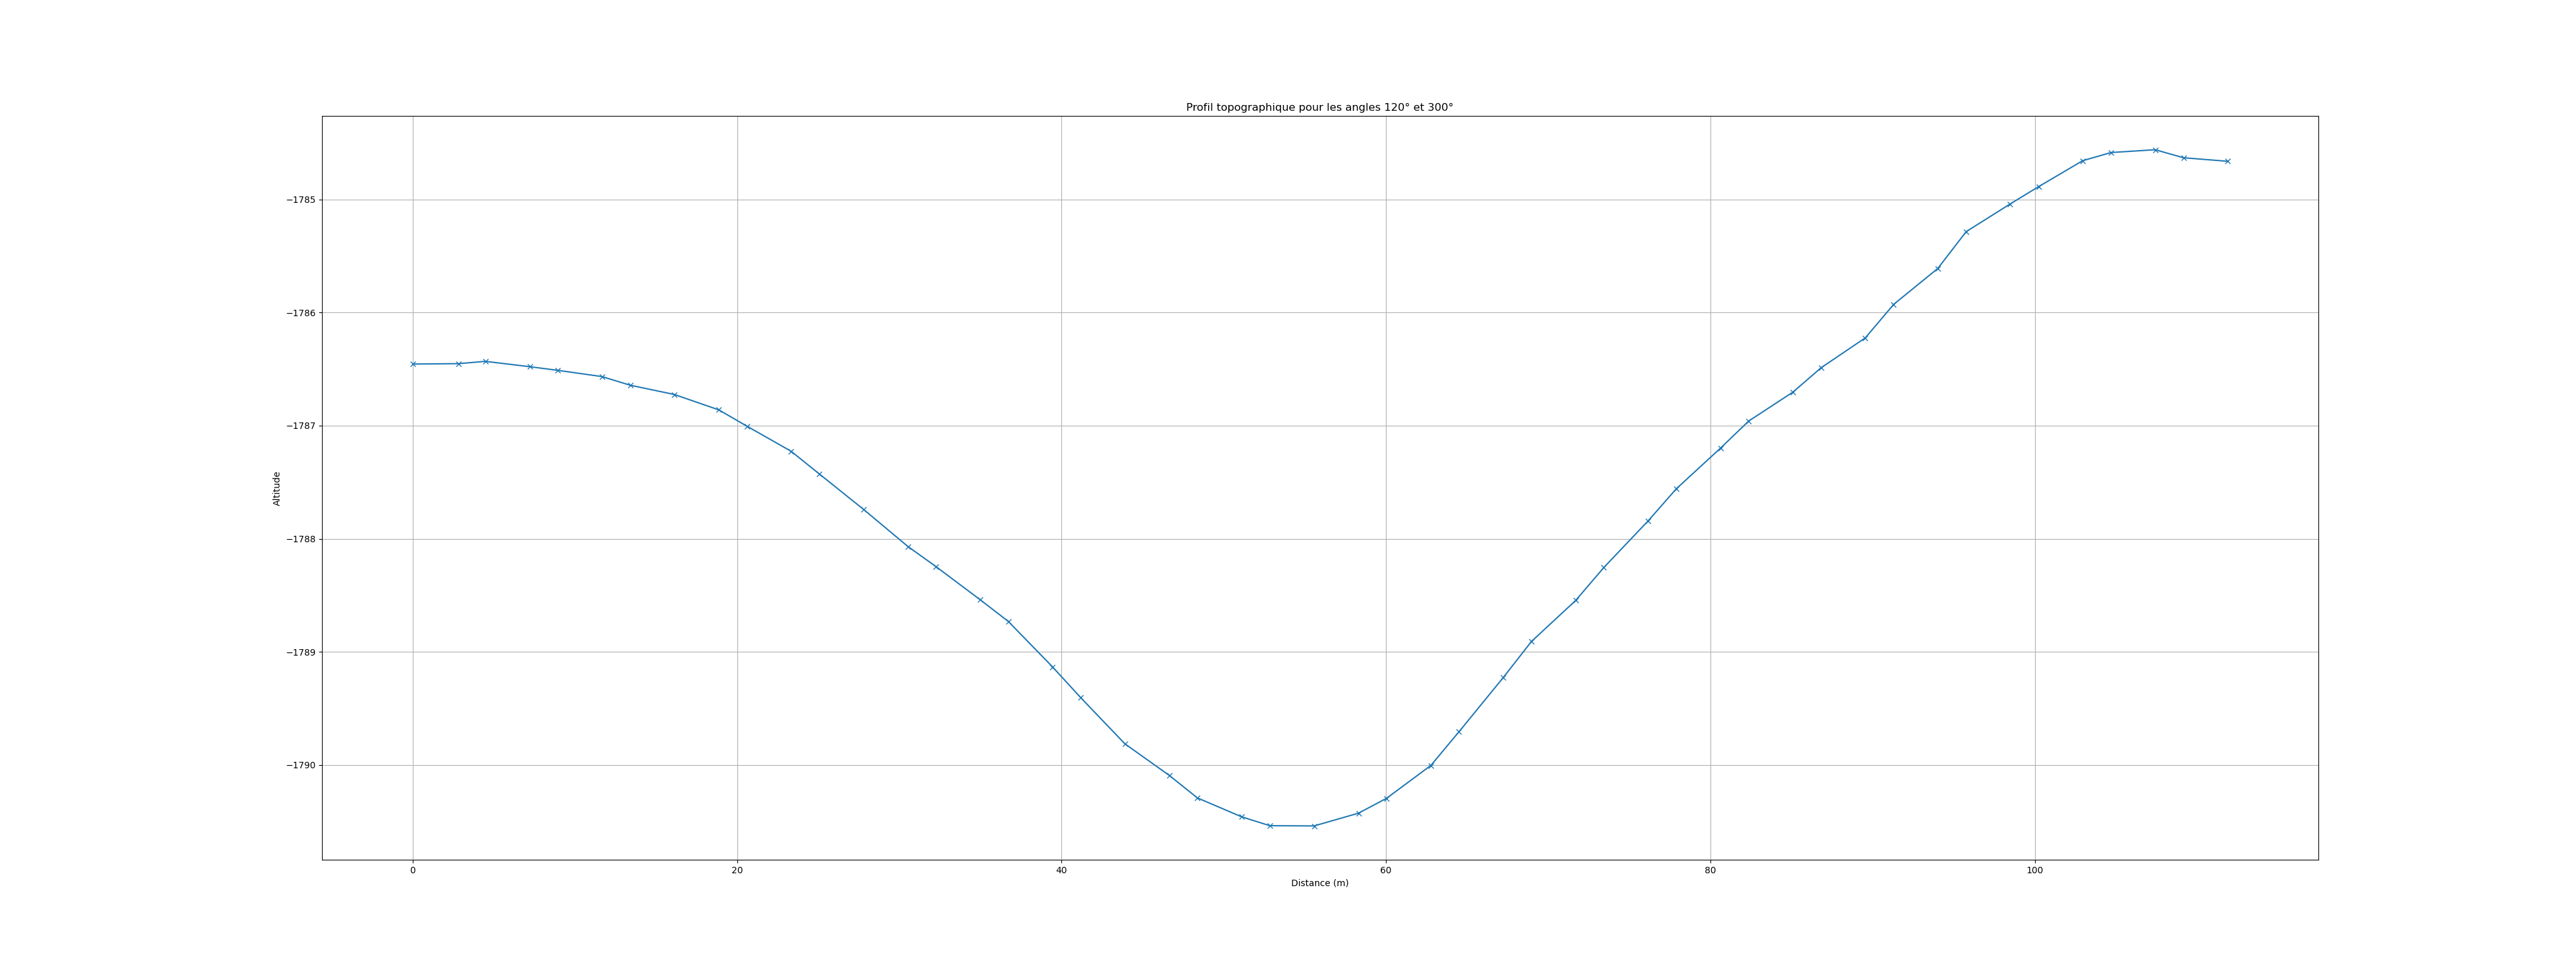 Profil topographique pour les angles 120° et 300°
Altitude
−1785
−1786
−1787
−1788
−1789
−1790
0 20 40 60 80 100
Distance (m)